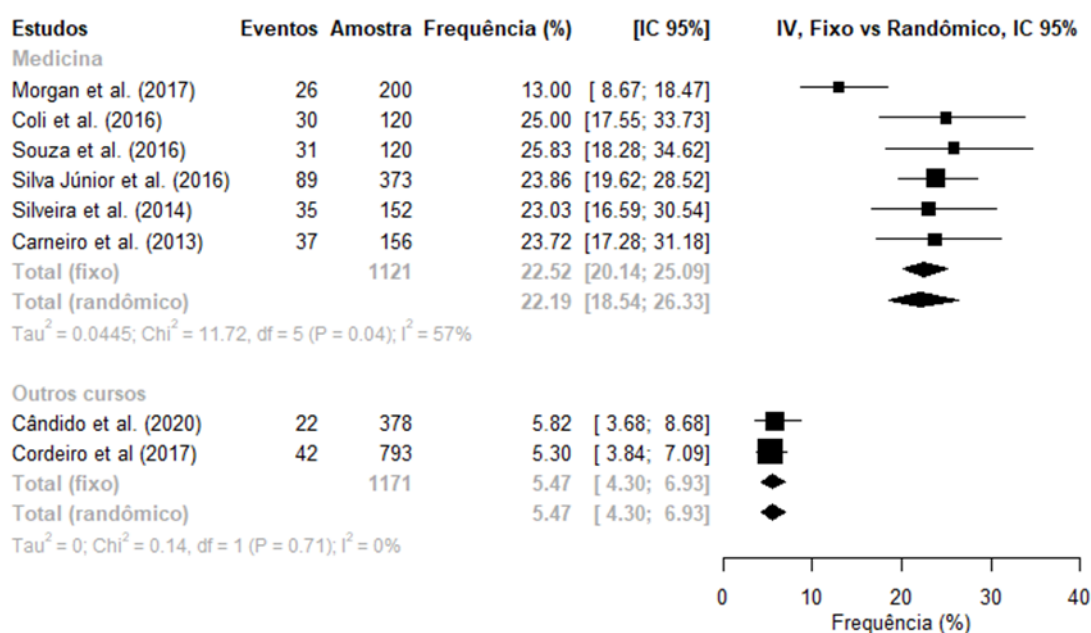 Estudos Eventos Amostra Frequência (%) [IC 95%] IV, Fixo vs Randômico, IC 95%
Medicina
Morgan et al. (2017) 26 200 13.00 [ 8.67; 18.47]
Coli et al. (2016) 30 120 25.00 [17.55; 33.73]
Souza et al. (2016) 31 120 25.83 [18.28; 34.62]
Silva Júnior et al. (2016) 89 373 23.86 [19.62; 28.52]
Silveira et al. (2014) 35 152 23.03 [16.59; 30.54]
Carneiro et al. (2013) 37 156 23.72 [17.28; 31.18]
Total (fixo) 1121 22.52 [20.14; 25.09]
Total (randômico) 22.19 [18.54; 26.33]
Tau² = 0.0445; Chi² = 11.72, df = 5 (P = 0.04); I² = 57%
Outros cursos
Cândido et al. (2020) 22 378 5.82 [ 3.68; 8.68]
Cordeiro et al (2017) 42 793 5.30 [ 3.84; 7.09]
Total (fixo) 1171 5.47 [ 4.30; 6.93]
Total (randômico) 5.47 [ 4.30; 6.93]
Tau² = 0; Chi² = 0.14, df = 1 (P = 0.71); I² = 0%
0 10 20 30 40
Frequência (%)